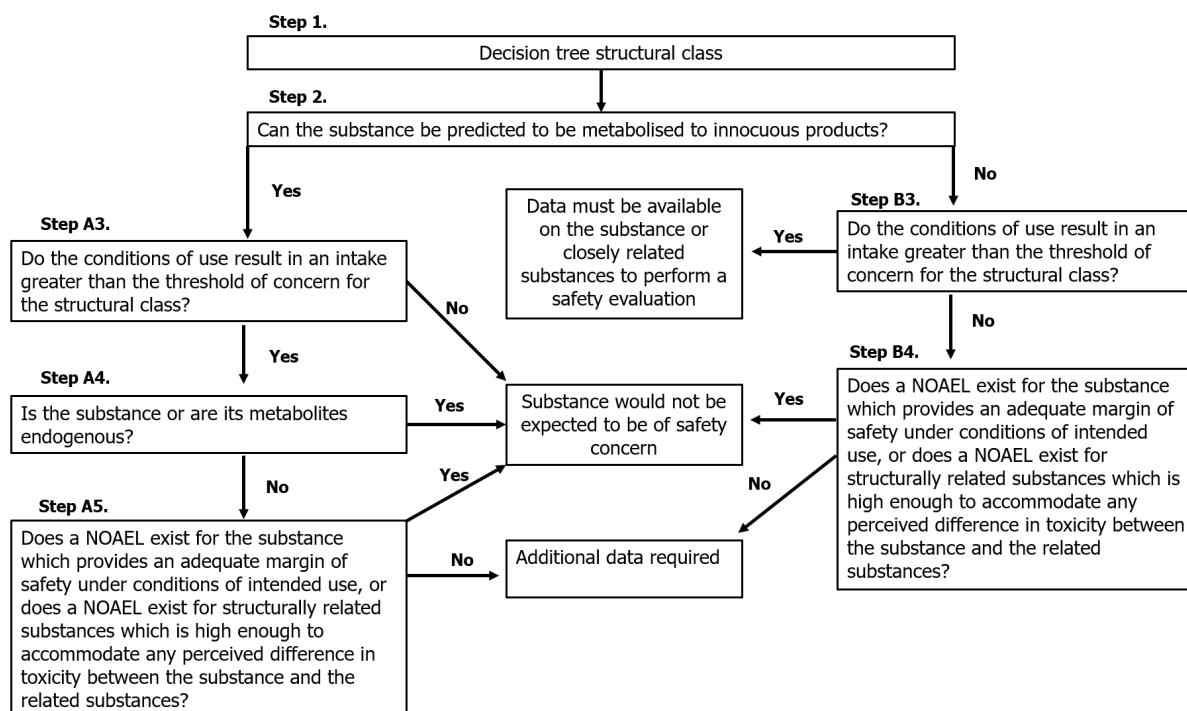 Step 1.
Decision tree structural class
Step 2.
Can the substance be predicted to be metabolised to innocuous products?
Yes
No
Step A3.
Do the conditions of use result in an intake
greater than the threshold of concern for
the structural class?
Data must be available
on the substance or
closely related
substances to perform a
safety evaluation
Yes
Step B3.
Do the conditions of use result in an
intake greater than the threshold of
concern for the structural class?
No
Yes
No
Step A4.
Is the substance or are its metabolites
endogenous?
Yes
Substance would not be
expected to be of safety
concern
Yes
Step B4.
Does a NOAEL exist for the substance
which provides an adequate margin of
safety under conditions of intended
use, or does a NOAEL exist for
structurally related substances which is
high enough to accommodate any
perceived difference in toxicity between
the substance and the related
substances?
No
Yes
No
Step A5.
Does a NOAEL exist for the substance
which provides an adequate margin of
safety under conditions of intended use, or
does a NOAEL exist for structurally related
substances which is high enough to
accommodate any perceived difference in
toxicity between the substance and the
related substances?
No
Additional data required